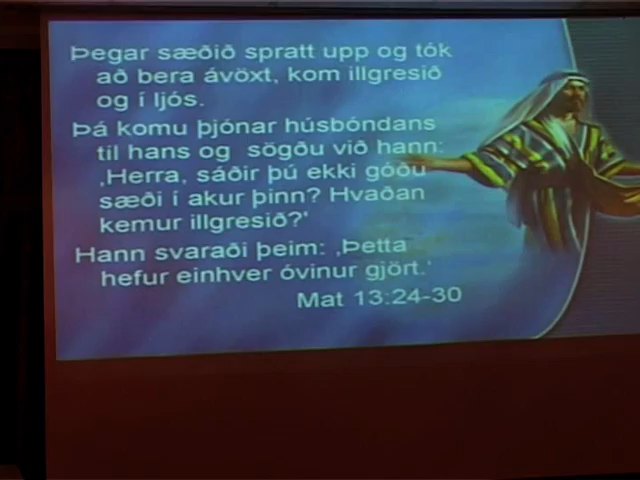 Þegar sæðið spratt upp og tók
að bera ávöxt, kom illgresið
og í ljós.
Þá komu þjónar húsbóndans
til hans og sögðu við hann:
‚Herra, sáðir þú ekki góðu
sæði í akur þinn? Hvaðan
kemur illgresið?'
Hann svaraði þeim: ‚Þetta
hefur einhver óvinur gjört.'
Mat 13:24-30